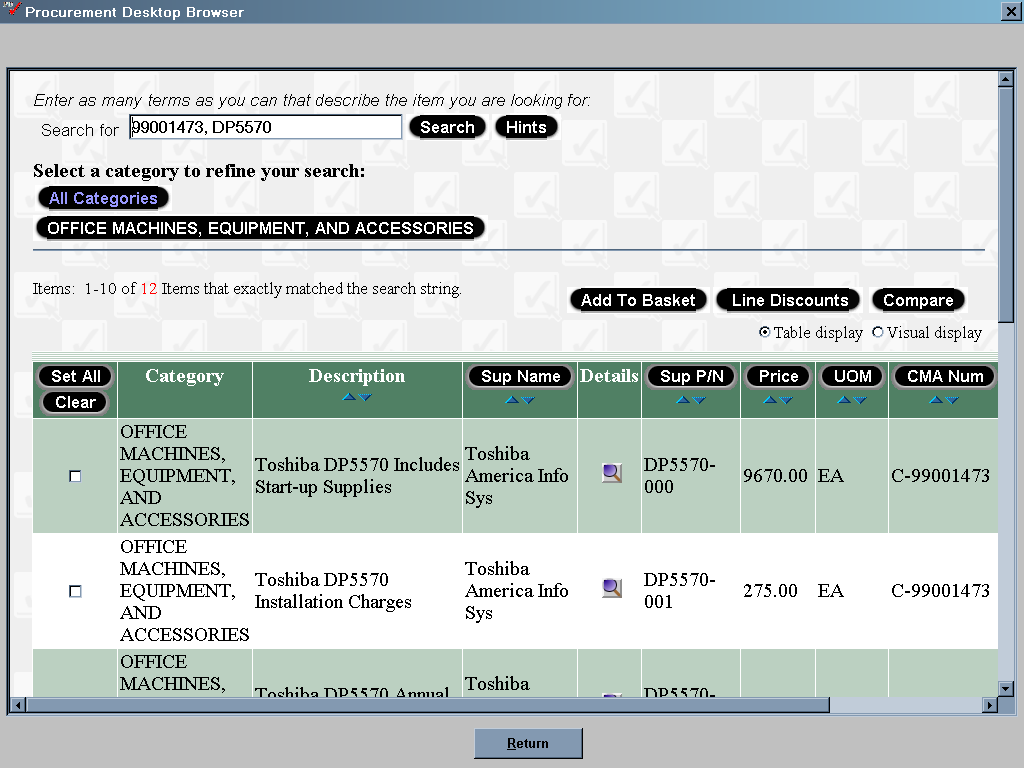 Procurement Desktop Browser
Enter as many terms as you can that describe the item you are looking for:
Search for 99001473, DP5570 Search Hints
Select a category to refine your search:
All Categories
OFFICE MACHINES, EQUIPMENT, AND ACCESSORIES
Items: 1-10 of 12 Items that exactly matched the search string.
Add To Basket Line Discounts Compare
Table display Visual display
Set All Category Description Sup Name Details Sup P/N Price UOM CMA Num
Clear
OFFICE
MACHINES,
EQUIPMENT,
AND
ACCESSORIES
Toshiba DP5570 Includes
Start-up Supplies
Toshiba
America Info
Sys
DP5570-
000
9670.00 EA C-99001473
OFFICE
MACHINES,
EQUIPMENT,
AND
ACCESSORIES
Toshiba DP5570
Installation Charges
Toshiba
America Info
Sys
DP5570-
001
275.00 EA C-99001473
OFFICE
MACHINES,
Toshiba DP5570 Annual
Toshiba
DP5570-
Return